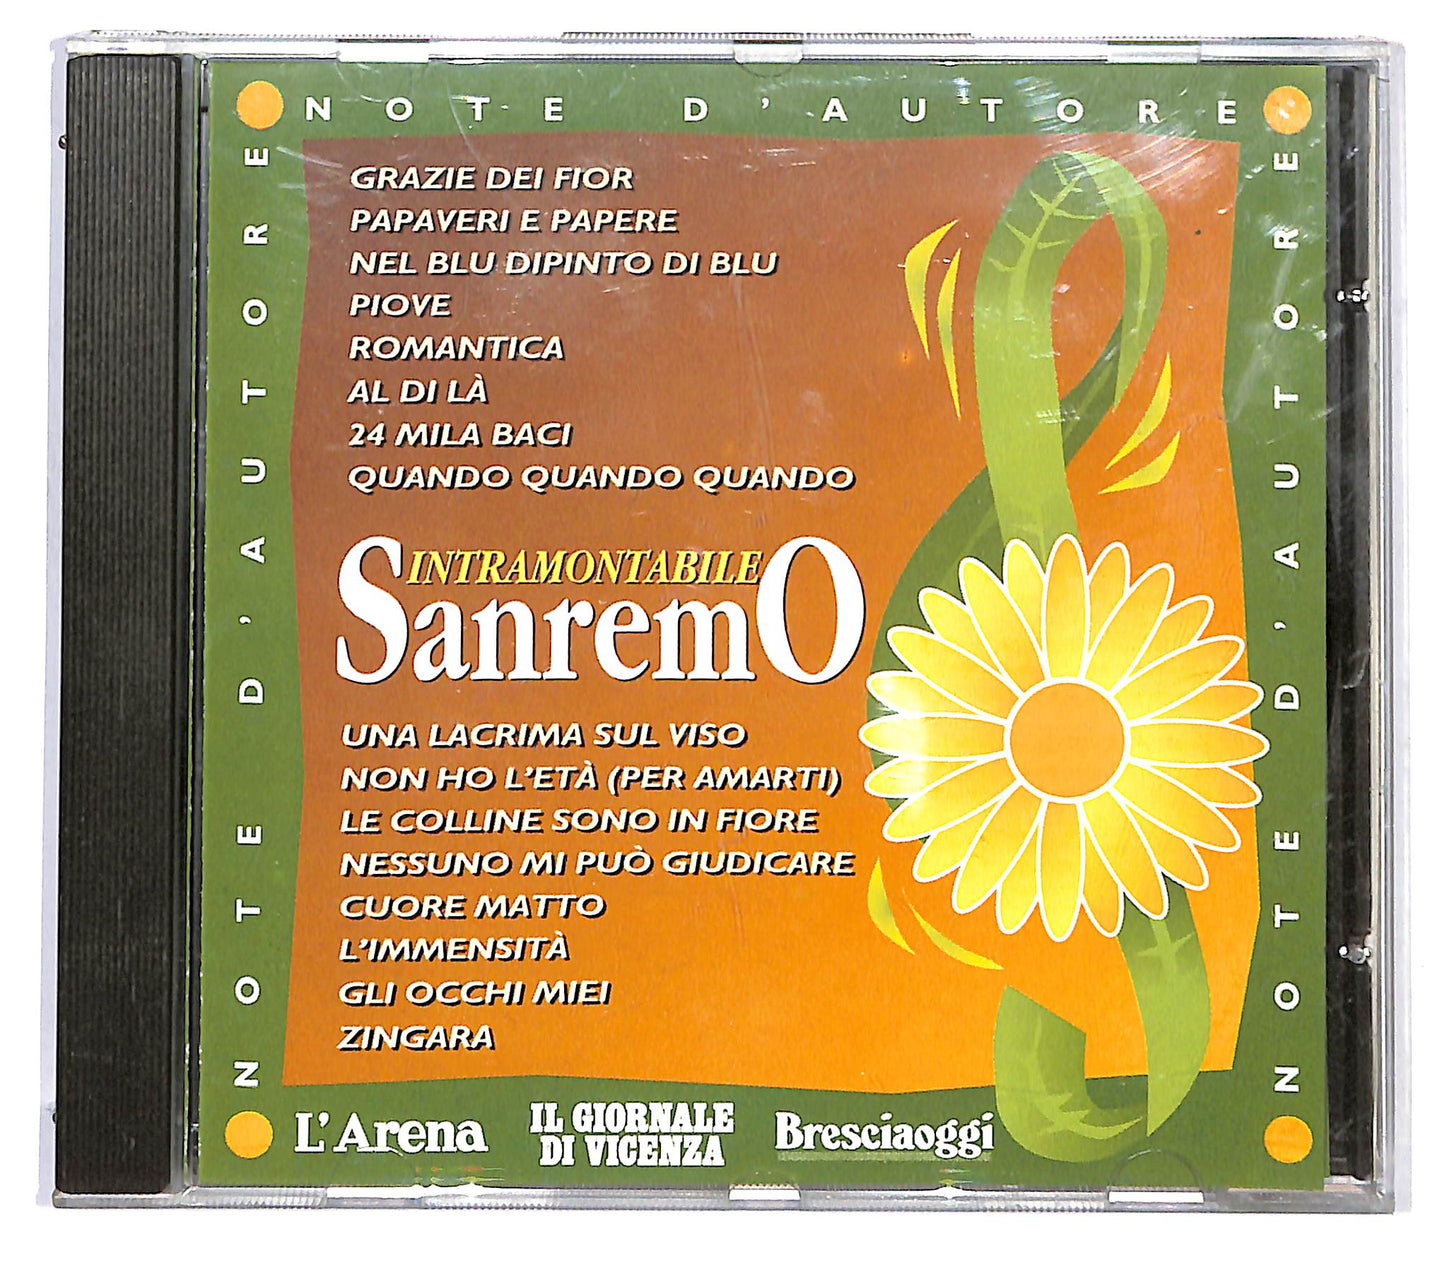 NOTE D'AUTORE
NOTE D'AUTORE
NOTE D'AUTORE
GRAZIE DEI FIOR
PAPAVERI E PAPERE
NEL BLU DIPINTO DI BLU
PIOVE
ROMANTICA
AL DI LÀ
24 MILA BACI
QUANDO QUANDO QUANDO
INTRAMONTABILE
SanremO
UNA LACRIMA SUL VISO
NON HO L'ETÀ (PER AMARTI)
LE COLLINE SONO IN FIORE
NESSUNO MI PUÒ GIUDICARE
CUORE MATTO
L'IMMENSITÀ
GLI OCCHI MIEI
ZINGARA
L'Arena
IL GIORNALE
DI VICENZA
Bresciaoggi